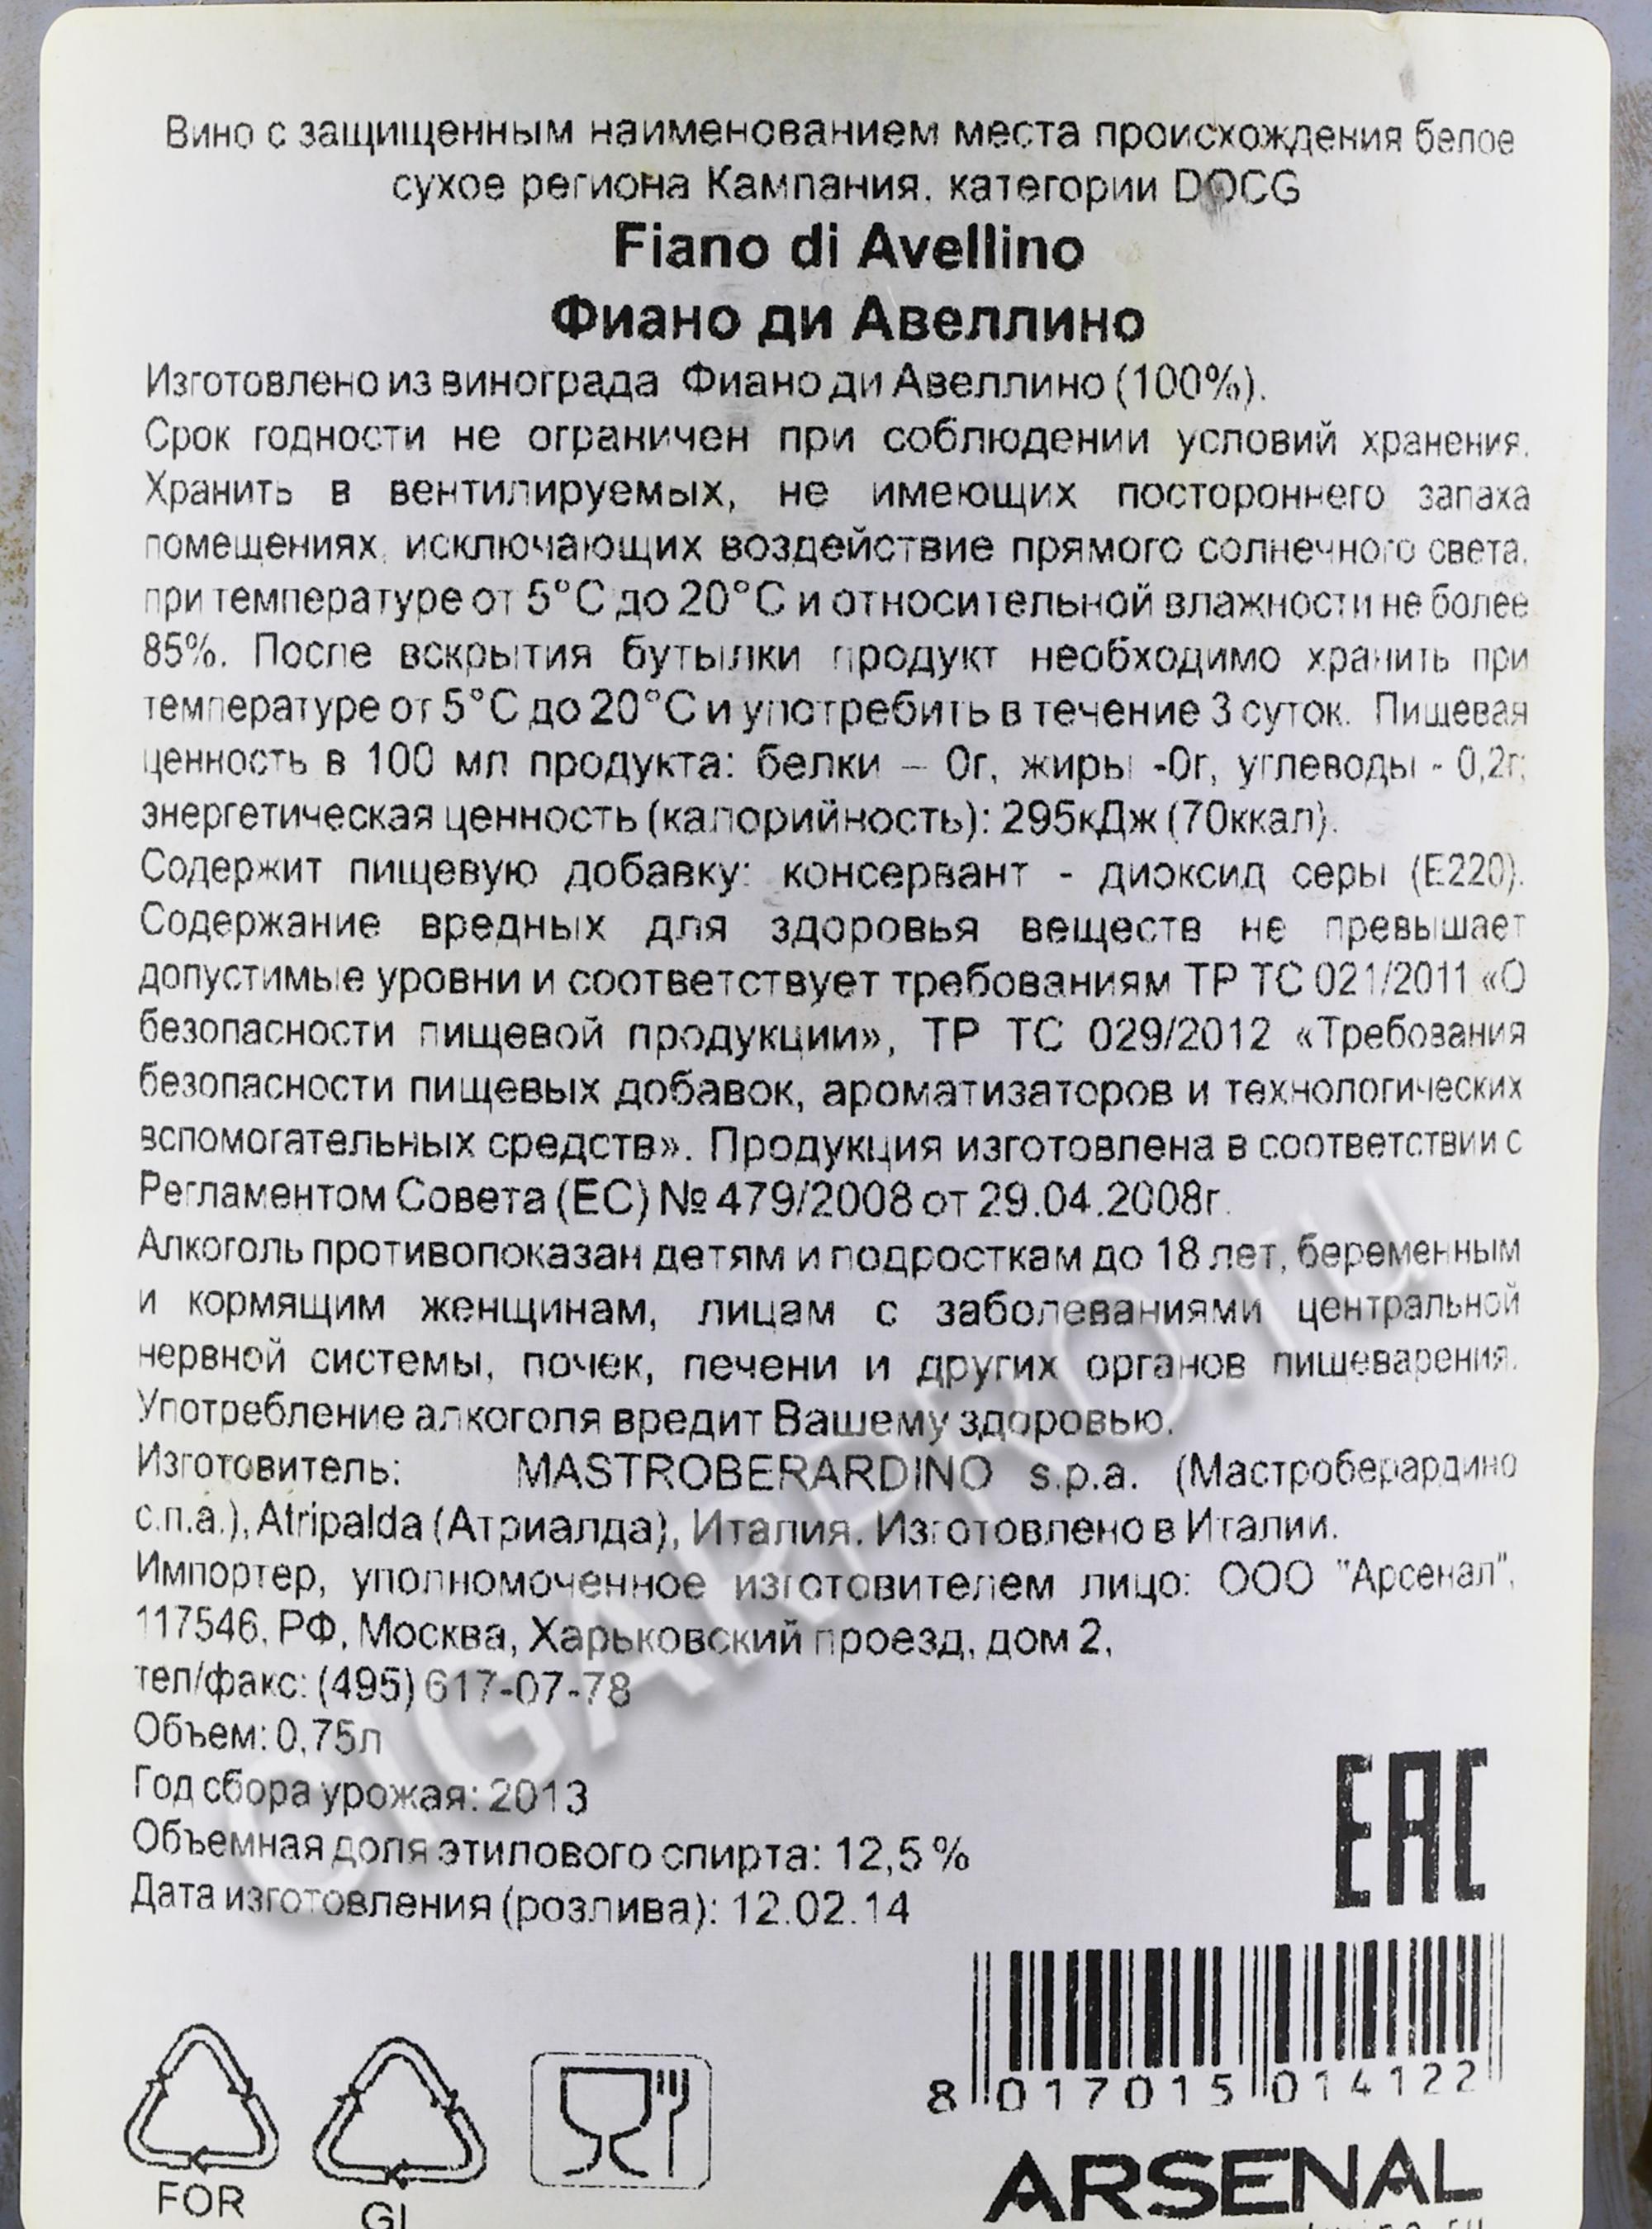 Вино с защищенным наименованием места происхождения белое
сухое региона Кампания, категории DOCG
Fiano di Avellino
Фиано ди Авеллино
Изготовлено из винограда Фиано ди Авеллино (100%).
Срок годности не ограничен при соблюдении условий хранения.
Хранить в вентилируемых, не имеющих постороннего запаха
помещениях, исключающих воздействие прямого солнечного света,
при температуре от 5°С до 20°С и относительной влажности не более
85%. После вскрытия бутылки продукт необходимо хранить при
температуре от 5°С до 20°С и употребить в течение 3 суток. Пищевая
ценность в 100 мл продукта: белки – 0г, жиры -0г, углеводы - 0,2г;
энергетическая ценность (калорийность): 295кДж (70ккал).
Содержит пищевую добавку: консервант - диоксид серы (Е220).
Содержание вредных для здоровья веществ не превышает
допустимые уровни и соответствует требованиям ТР ТС 021/2011 «О
безопасности пищевой продукции», ТР ТС 029/2012 «Требования
безопасности пищевых добавок, ароматизаторов и технологических
вспомогательных средств». Продукция изготовлена в соответствии с
Регламентом Совета (ЕС) № 479/2008 от 29.04.2008г.
Алкоголь противопоказан детям и подросткам до 18 лет, беременным
и кормящим женщинам, лицам с заболеваниями центральной
нервной системы, почек, печени и других органов пищеварения.
Употребление алкоголя вредит Вашему здоровью.
Изготовитель: MASTROBERARDINO s.p.a. (Мастроберардино
с.п.а.), Atripalda (Атриалда), Италия. Изготовлено в Италии.
Импортер, уполномоченное изготовителем лицо: ООО "Арсенал",
117546, РФ, Москва, Харьковский проезд, дом 2,
тел/факс: (495) 617-07-78
Объем: 0,75л
Год сбора урожая: 2013
Объемная доля этилового спирта: 12,5 %
Дата изготовления (розлива): 12.02.14
EAC
8 017015 014122
FOR
GL
ARSENAL
CIGARPRO.ru